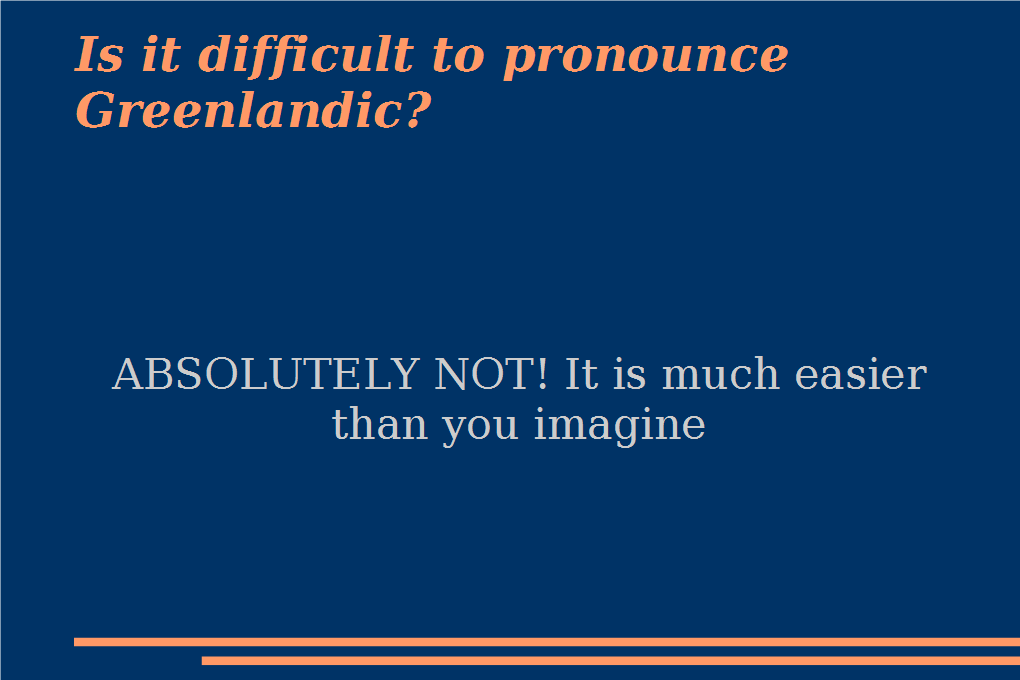 Is it difficult to pronounce
Greenlandic?
ABSOLUTELY NOT! It is much easier
than you imagine